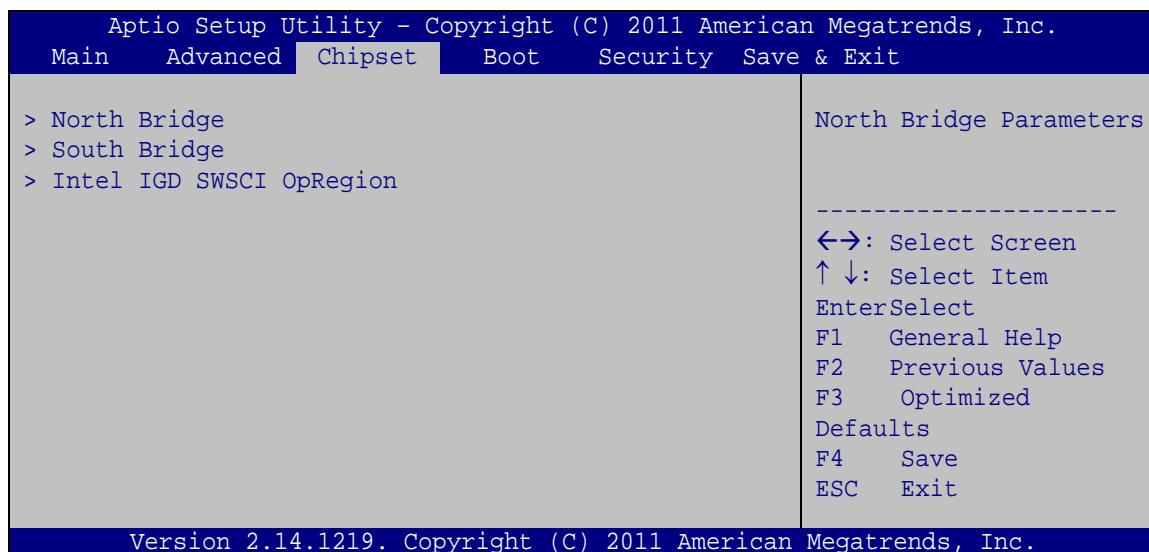 Aptio Setup Utility – Copyright (C) 2011 American Megatrends, Inc.
Main Advanced Chipset Boot Security Save & Exit
> North Bridge
> South Bridge
> Intel IGD SWSCI OpRegion
North Bridge Parameters
---------------------
←→: Select Screen
↑ ↓: Select Item
EnterSelect
F1 General Help
F2 Previous Values
F3 Optimized
Defaults
F4 Save
ESC Exit
Version 2.14.1219. Copyright (C) 2011 American Megatrends, Inc.